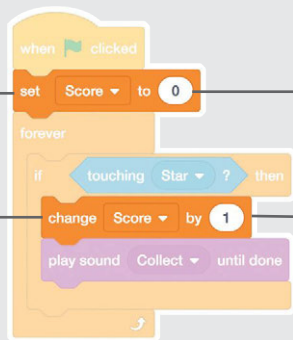 when clicked
set Score to 0
forever
if touching Star ? then
change Score by 1
play sound Collect until done